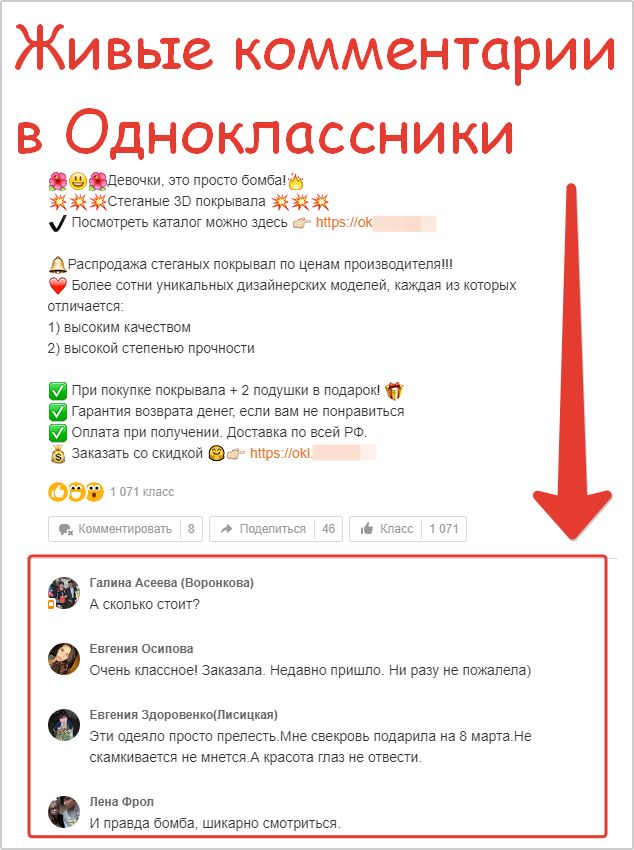 Живые комментарии
в Одноклассники
Девочки, это просто бомба!
Стеганые 3D покрывала
Посмотреть каталог можно здесь https://ok
Распродажа стеганых покрывал по ценам производителя!!!
Более сотни уникальных дизайнерских моделей, каждая из которых
отличается:
1) высоким качеством
2) высокой степенью прочности
При покупке покрывала + 2 подушки в подарок!
Гарантия возврата денег, если вам не понравиться
Оплата при получении. Доставка по всей РФ.
Заказать со скидкой https://okl.
1 071 класс
Комментировать 8 Поделиться 46 Класс 1 071
Галина Асеева (Воронкова)
А сколько стоит?
Евгения Осипова
Очень классное! Заказала. Недавно пришло. Ни разу не пожалела)
Евгения Здоровенко(Лисицкая)
Эти одеяло просто прелесть.Мне свекровь подарила на 8 марта.Не
скамкивается не мнется.А красота глаз не отвести.
Лена Фрол
И правда бомба, шикарно смотриться.